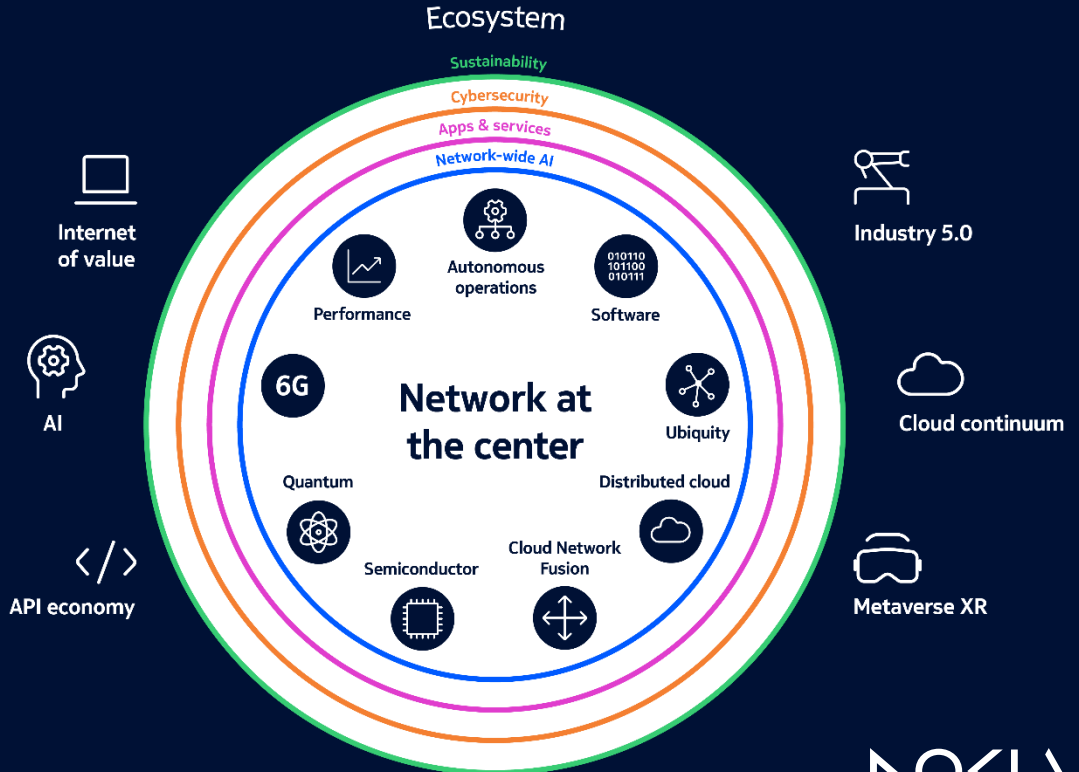 Ecosystem
Sustainability
Cybersecurity
Apps & services
Network-wide AI
Internet
of value
AI
API economy
Autonomous
operations
Performance
010110
101100
010111
Software
6G
Network at
the center
Ubiquity
Quantum
Distributed cloud
Semiconductor
Cloud Network
Fusion
Industry 5.0
Cloud continuum
Metaverse XR